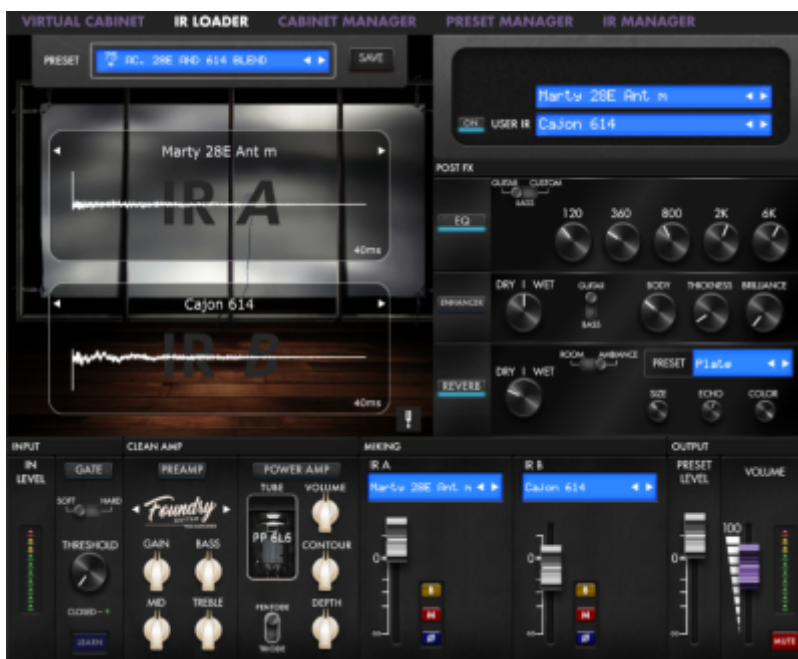 VIRTUAL CABINET IR LOADER CABINET MANAGER PRESET MANAGER IR MANAGER
PRESET AC. 28E AND 614 BLEND SAVE
Marty 28E Ant m
ON USER IR Cajon 614
Marty 28E Ant m
IR A
40ms
Cajon 614
IR B
40ms
POST FX
GUITAR CUSTOM
BASS
EQ
120 360 800 2K 6K
ENHANCER
DRY WET
GUITAR
BASS
BODY THICKNESS BRILLIANCE
REVERB
DRY WET
ROOM AMBIANCE
PRESET Plate
SIZE ECHO COLOR
INPUT CLEAN AMP MIXING OUTPUT
IN LEVEL
GATE
SOFT HARD
THRESHOLD
CLOSED
LEARN
PREAMP
Foundry
GAIN BASS
MID TREBLE
POWER AMP
TUBE VOLUME
PP 6L6
CONTOUR
PENTODE
TRIODE
DEPTH
IR A
Marty 28E Ant m
0
∞
B
M
Ø
IR B
Cajon 614
0
∞
B
M
Ø
PRESET LEVEL
0
∞
VOLUME
100
MUTE